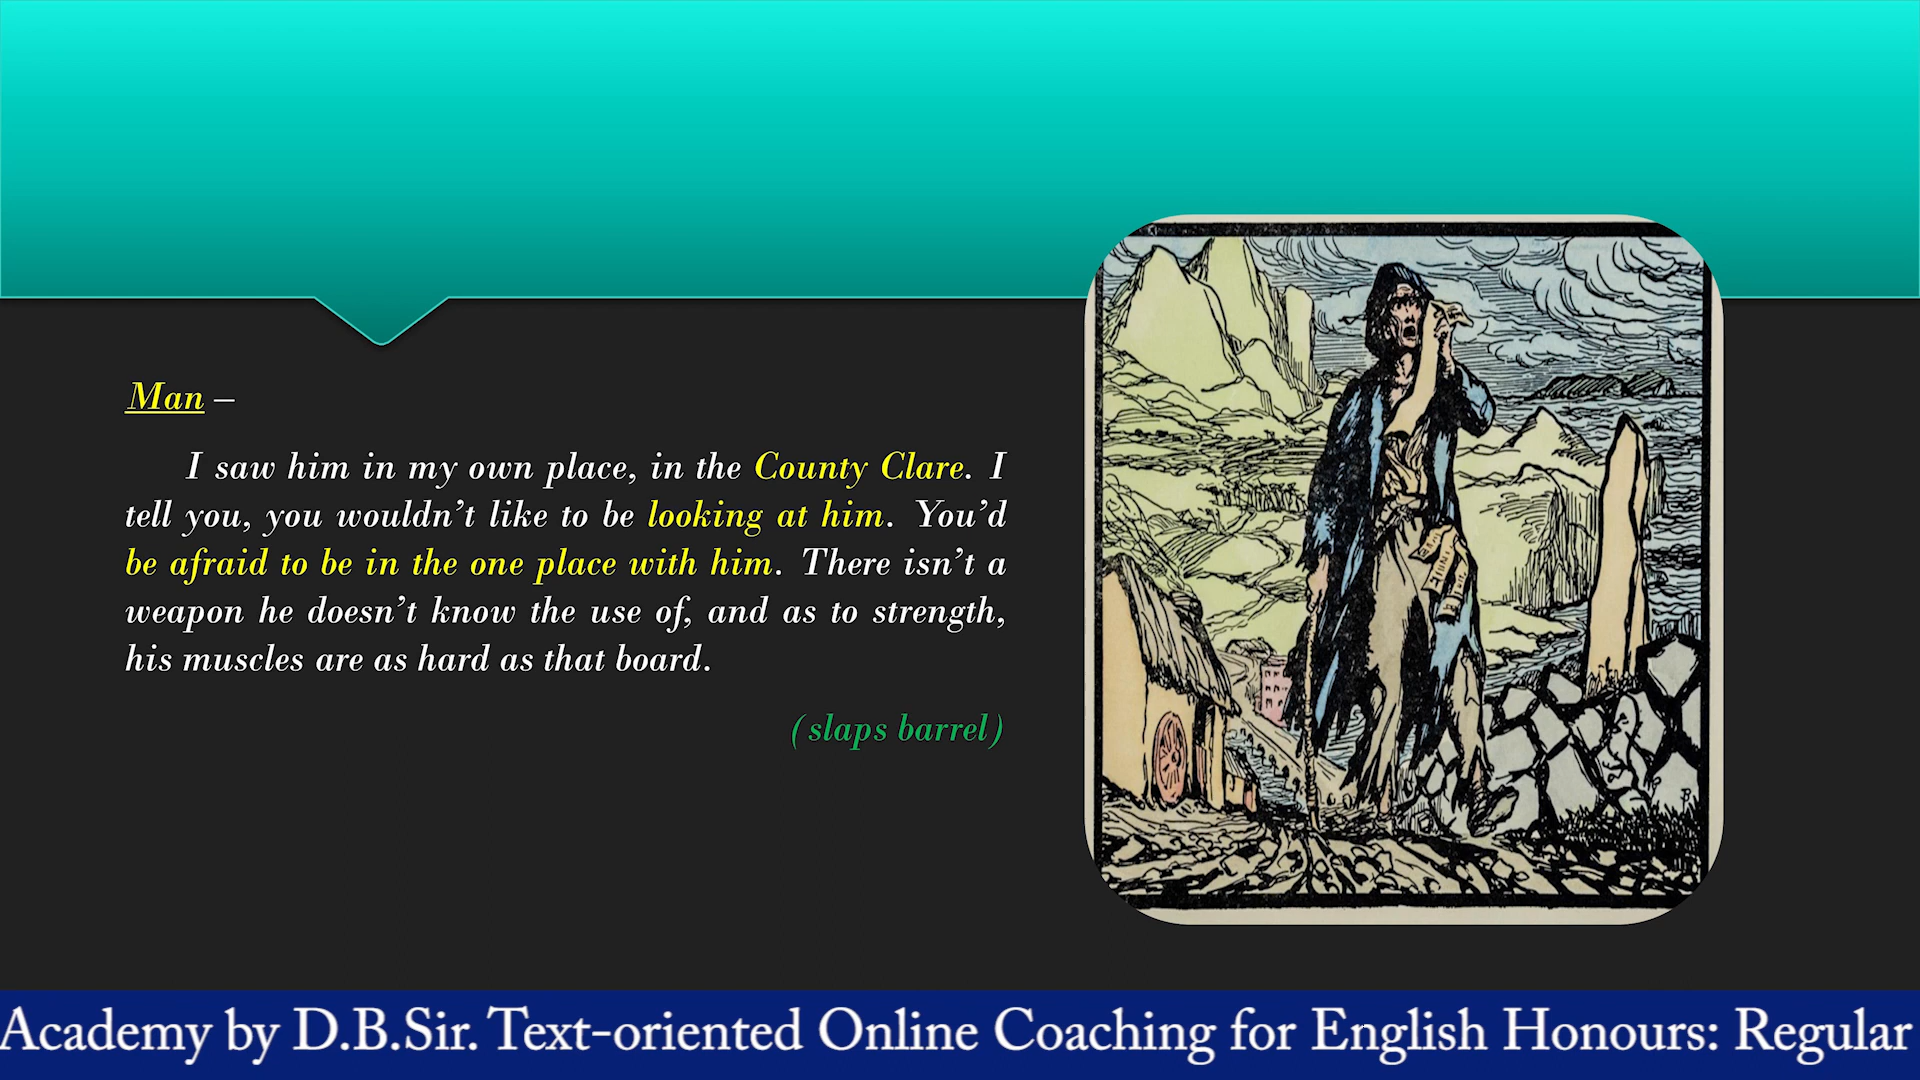 Man –
I saw him in my own place, in the County Clare. I
tell you, you wouldn’t like to be looking at him. You’d
be afraid to be in the one place with him. There isn’t a
weapon he doesn’t know the use of, and as to strength,
his muscles are as hard as that board.
(slaps barrel)
Academy by D.B.Sir. Text-oriented Online Coaching for English Honours: Regular